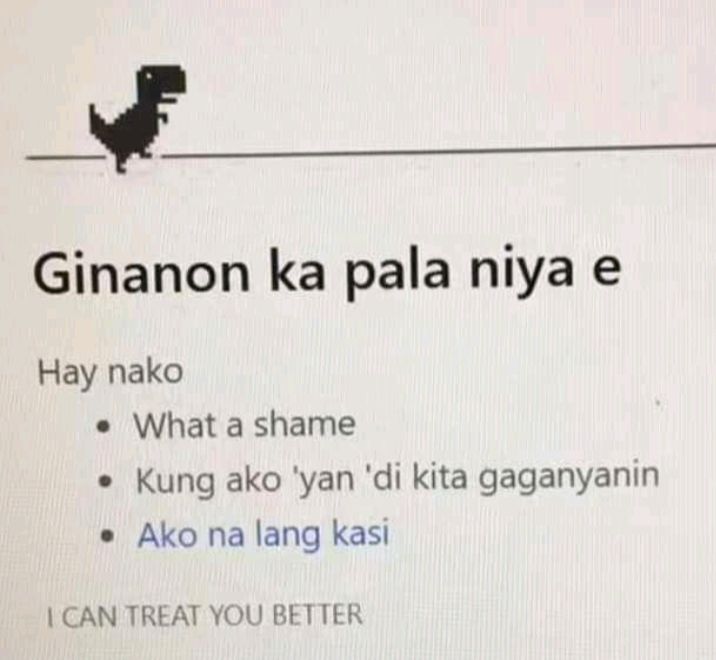 Ginanon ka pala niya e
Hay nako
• What a shame
• Kung ako 'yan 'di kita gaganyanin
• Ako na lang kasi
I CAN TREAT YOU BETTER